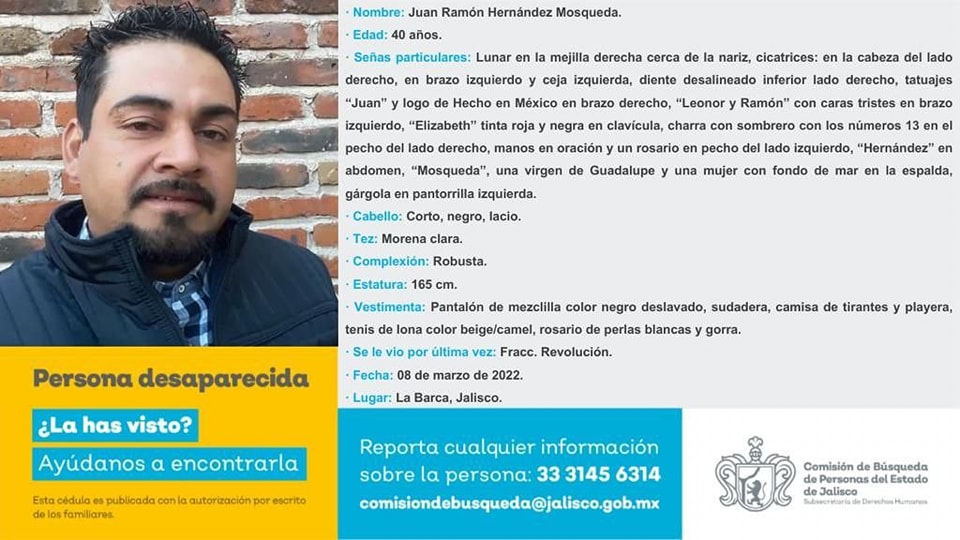 · Nombre: Juan Ramón Hernández Mosqueda.
· Edad: 40 años.
· Señas particulares: Lunar en la mejilla derecha cerca de la nariz, cicatrices: en la cabeza del lado
derecho, en brazo izquierdo y ceja izquierda, diente desalineado inferior lado derecho, tatuajes
“Juan” y logo de Hecho en México en brazo derecho, “Leonor y Ramón” con caras tristes en brazo
izquierdo, “Elizabeth” tinta roja y negra en clavícula, charra con sombrero con los números 13 en el
pecho del lado derecho, manos en oración y un rosario en pecho del lado izquierdo, “Hernández” en
abdomen, “Mosqueda”, una virgen de Guadalupe y una mujer con fondo de mar en la espalda,
gárgola en pantorrilla izquierda.
· Cabello: Corto, negro, lacio.
· Tez: Morena clara.
· Complexión: Robusta.
· Estatura: 165 cm.
· Vestimenta: Pantalón de mezclilla color negro deslavado, sudadera, camisa de tirantes y playera,
tenis de lona color beige/camel, rosario de perlas blancas y gorra.
· Se le vio por última vez: Fracc. Revolución.
· Fecha: 08 de marzo de 2022.
· Lugar: La Barca, Jalisco.
Persona desaparecida
¿La has visto?
Ayúdanos a encontrarla
Esta cédula es publicada con la autorización por escrito
de los familiares.
Reporta cualquier información
sobre la persona: 33 3145 6314
comisiondebusqueda@jalisco.gob.mx
Comisión de Búsqueda
de Personas del Estado
de Jalisco
Subsecretaría de Derechos Humanos